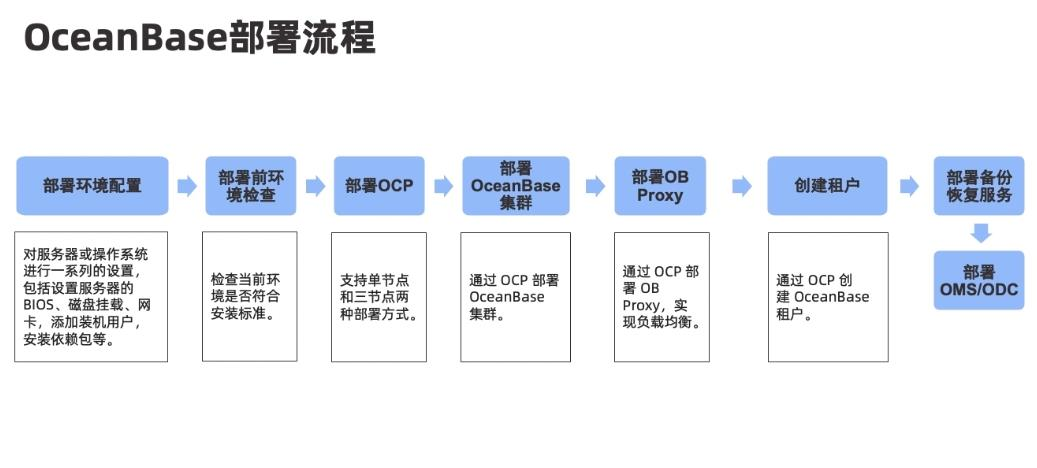 OceanBase部署流程
部署环境配置
部署前环
境检查
部署OCP
部署
OceanBase
集群
部署OB
Proxy
创建租户
部署备份
恢复服务
对服务器或操作系统
进行一系列的设置,
包括设置服务器的
BIOS、磁盘挂载、网
卡，添加装机用户，
安装依赖包等。
检查当前环
境是否符合
安装标准。
支持单节点
和三节点两
种部署方式。
通过 OCP 部署
OceanBase
集群。
通过 OCP 部
署 OB
Proxy，实
现负载均衡。
通过 OCP 创
建 OceanBase
租户。
部署
OMS/ODC